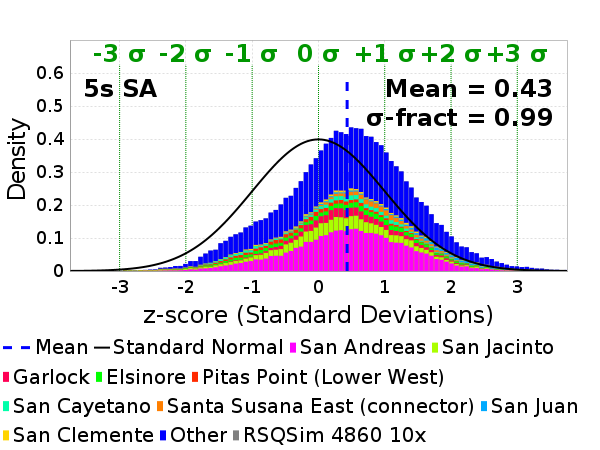 -3 σ -2 σ -1 σ 0 σ +1 σ +2 σ +3 σ
5s SA
Mean = 0.43
σ-fract = 0.99
Density
0.6
0.5
0.4
0.3
0.2
0.1
0
-3 -2 -1 0 1 2 3
z-score (Standard Deviations)
Mean Standard Normal San Andreas San Jacinto
Garlock Elsinore Pitas Point (Lower West)
San Cayetano Santa Susana East (connector) San Juan
San Clemente Other RSQSim 4860 10x